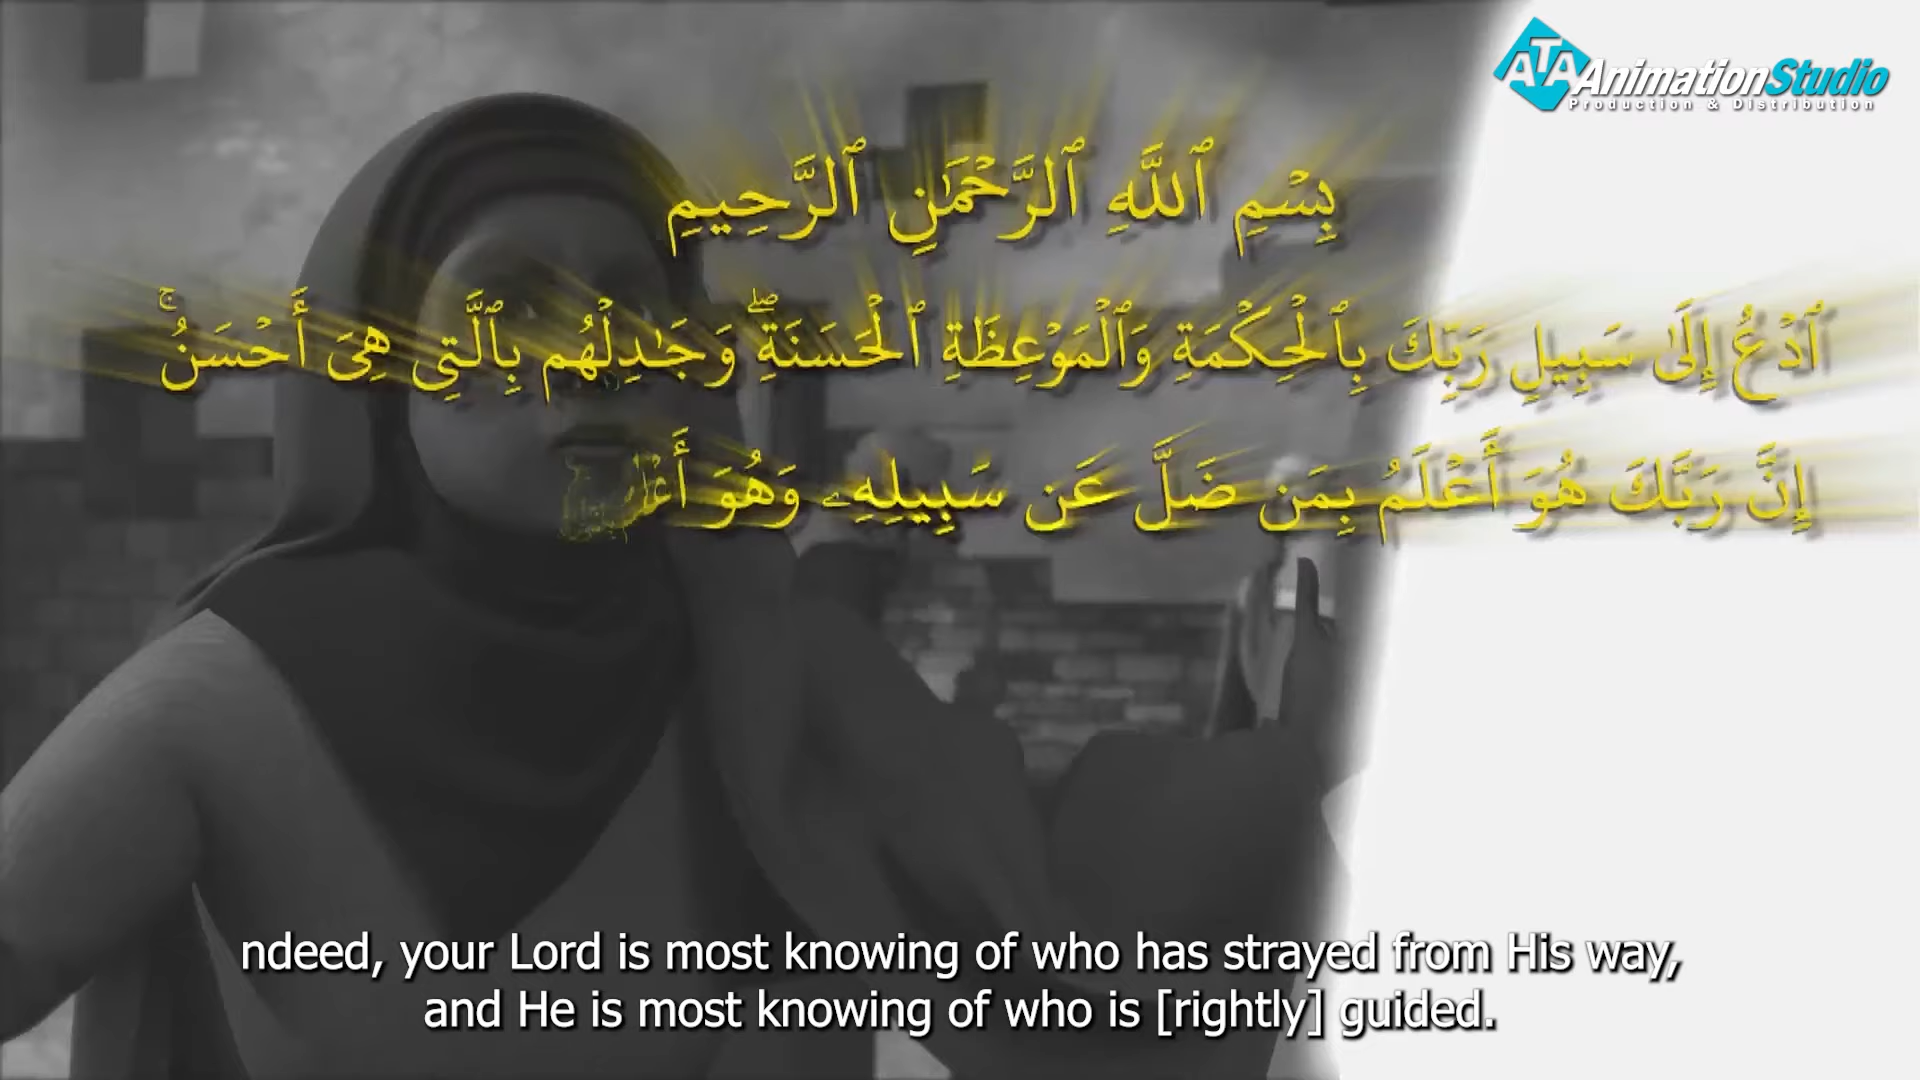 ATA AnimationStudio
Production & Distribution
بِسْمِ ٱللَّهِ ٱلرَّحْمَٰنِ ٱلرَّحِيمِ
ٱدْعُ إِلَىٰ سَبِيلِ رَبِّكَ بِٱلْحِكْمَةِ وَٱلْمَوْعِظَةِ ٱلْحَسَنَةِ ۖ وَجَٰدِلْهُم بِٱلَّتِى هِىَ أَحْسَنُ ۚ
إِنَّ رَبَّكَ هُوَ أَعْلَمُ بِمَن ضَلَّ عَن سَبِيلِهِۦ وَهُوَ
ndeed, your Lord is most knowing of who has strayed from His way,
and He is most knowing of who is [rightly] guided.